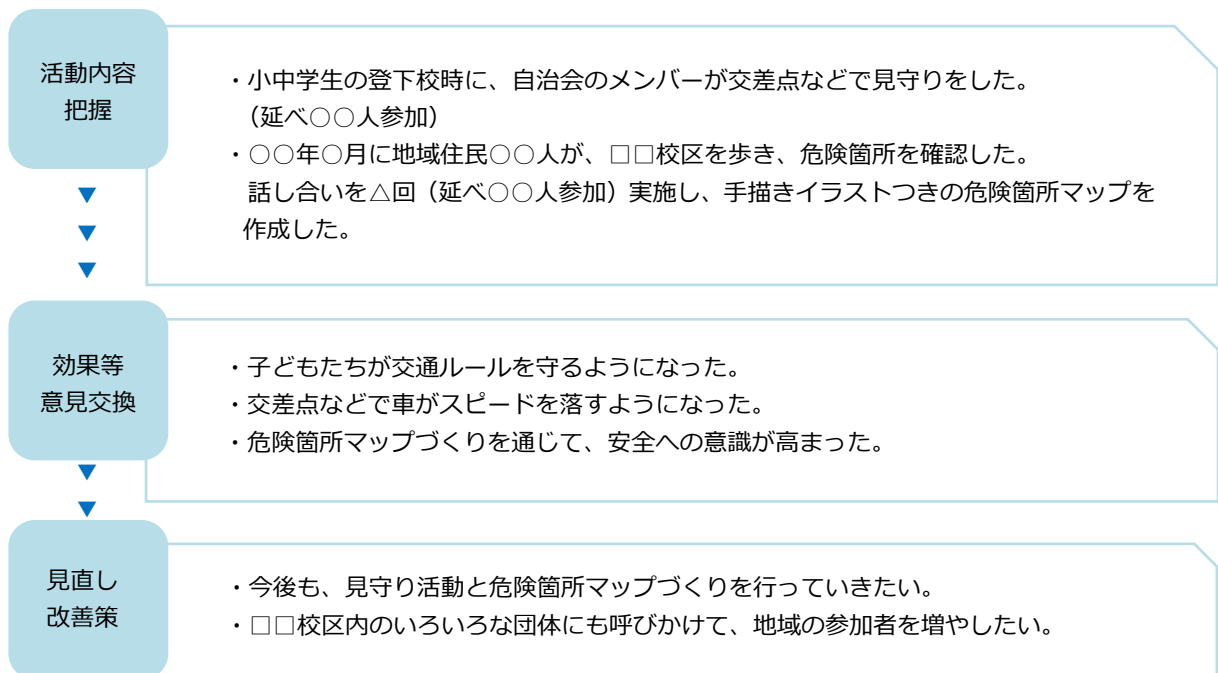 活動内容
把握
・小中学生の登下校時に、自治会のメンバーが交差点などで見守りをした。
（延べ○○人参加）
・○○年○月に地域住民○○人が、□□校区を歩き、危険箇所を確認した。
話し合いを△回（延べ○○人参加）実施し、手描きイラストつきの危険箇所マップを
作成した。
▼
▼
▼
効果等
意見交換
・子どもたちが交通ルールを守るようになった。
・交差点などで車がスピードを落すようになった。
・危険箇所マップづくりを通じて、安全への意識が高まった。
▼
▼
見直し
改善策
・今後も、見守り活動と危険箇所マップづくりを行っていきたい。
・□□校区内のいろいろな団体にも呼びかけて、地域の参加者を増やしたい。